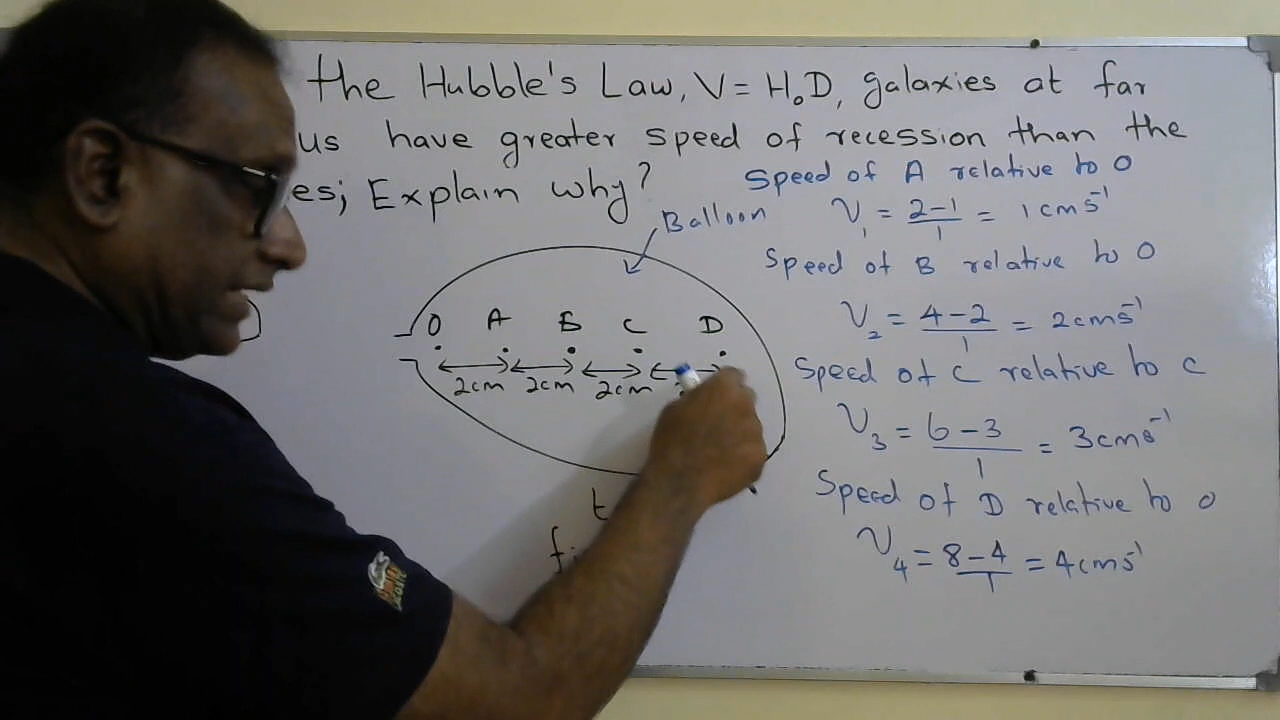 the Hubble's Law, V = H₀D, galaxies at far
us have greater speed of recession than the
es; Explain why?
Speed of A relative to O
V₁ = 2-1/1 = 1 cms⁻¹
Balloon
Speed of B relative to O
V₂ = 4-2/1 = 2cms⁻¹
O A B C D
2cm 2cm 2cm
Speed of C relative to C
V₃ = 6-3/1 = 3cms⁻¹
Speed of D relative to O
V₄ = 8-4/1 = 4cms⁻¹
t